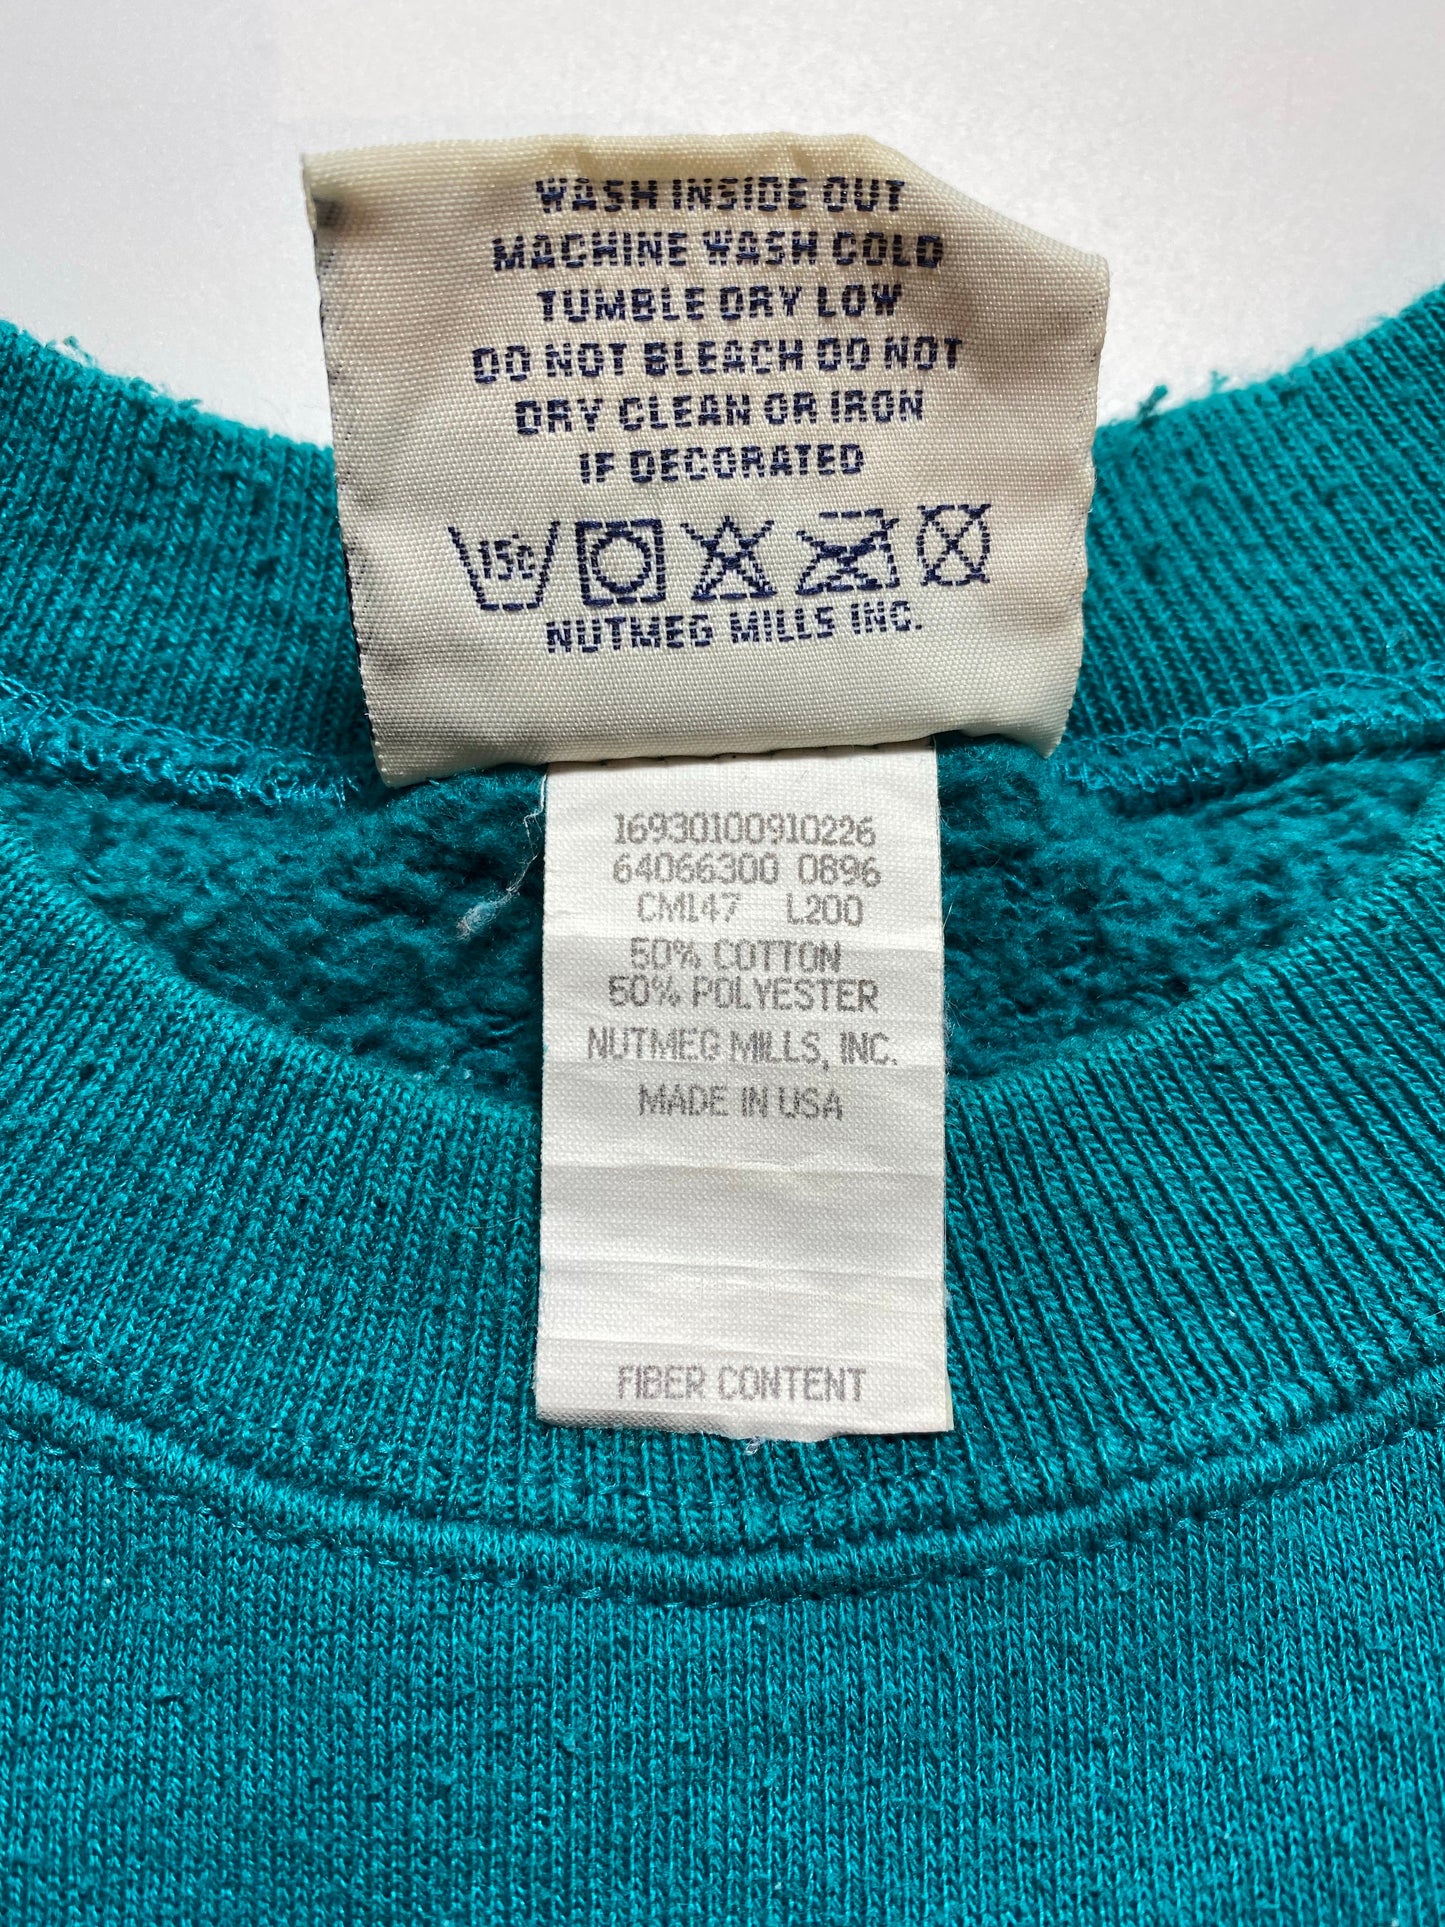 WASH INSIDE OUT
MACHINE WASH COLD
TUMBLE DRY LOW
DO NOT BLEACH DO NOT
DRY CLEAN OR IRON
IF DECORATED
15c
NUTMEG MILLS INC.
16930100910226
64066300 0896
CM147 L200
50% COTTON
50% POLYESTER
NUTMEG MILLS, INC.
MADE IN USA
FIBER CONTENT